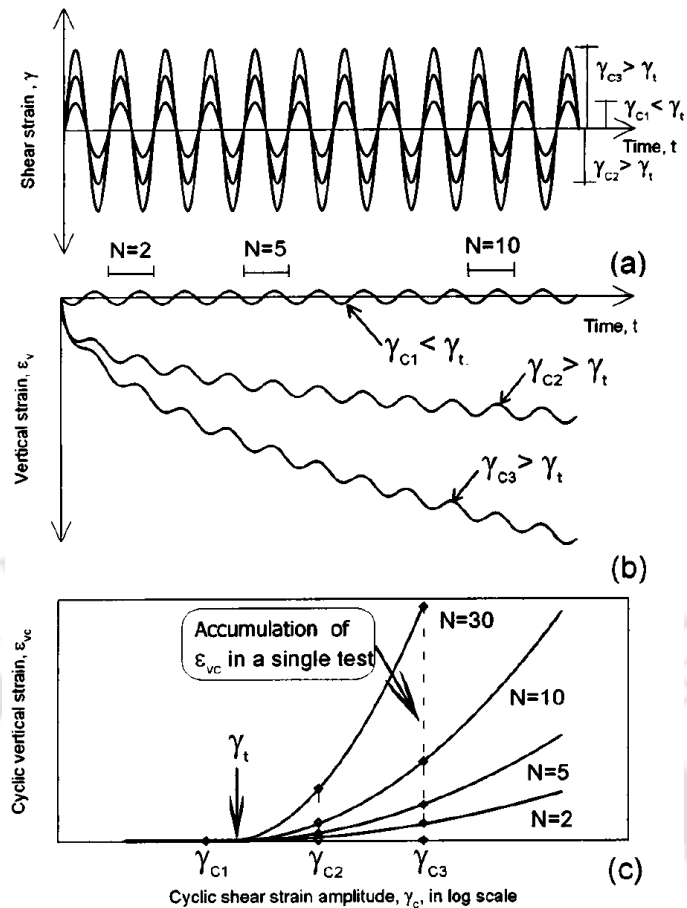 Shear strain , γ
γC3 > γt
γC1 < γt
Time, t
γC2 > γt
N=2
N=5
N=10
(a)
Time, t
γC1 < γt.
Vertical strain, εv
γC2 > γt
γC3 > γt
(b)
Cyclic vertical strain, εvc
Accumulation of
εvc in a single test
N=30
N=10
γt
N=5
N=2
γC1
γC2
γC3
(c)
Cyclic shear strain amplitude, γc, in log scale